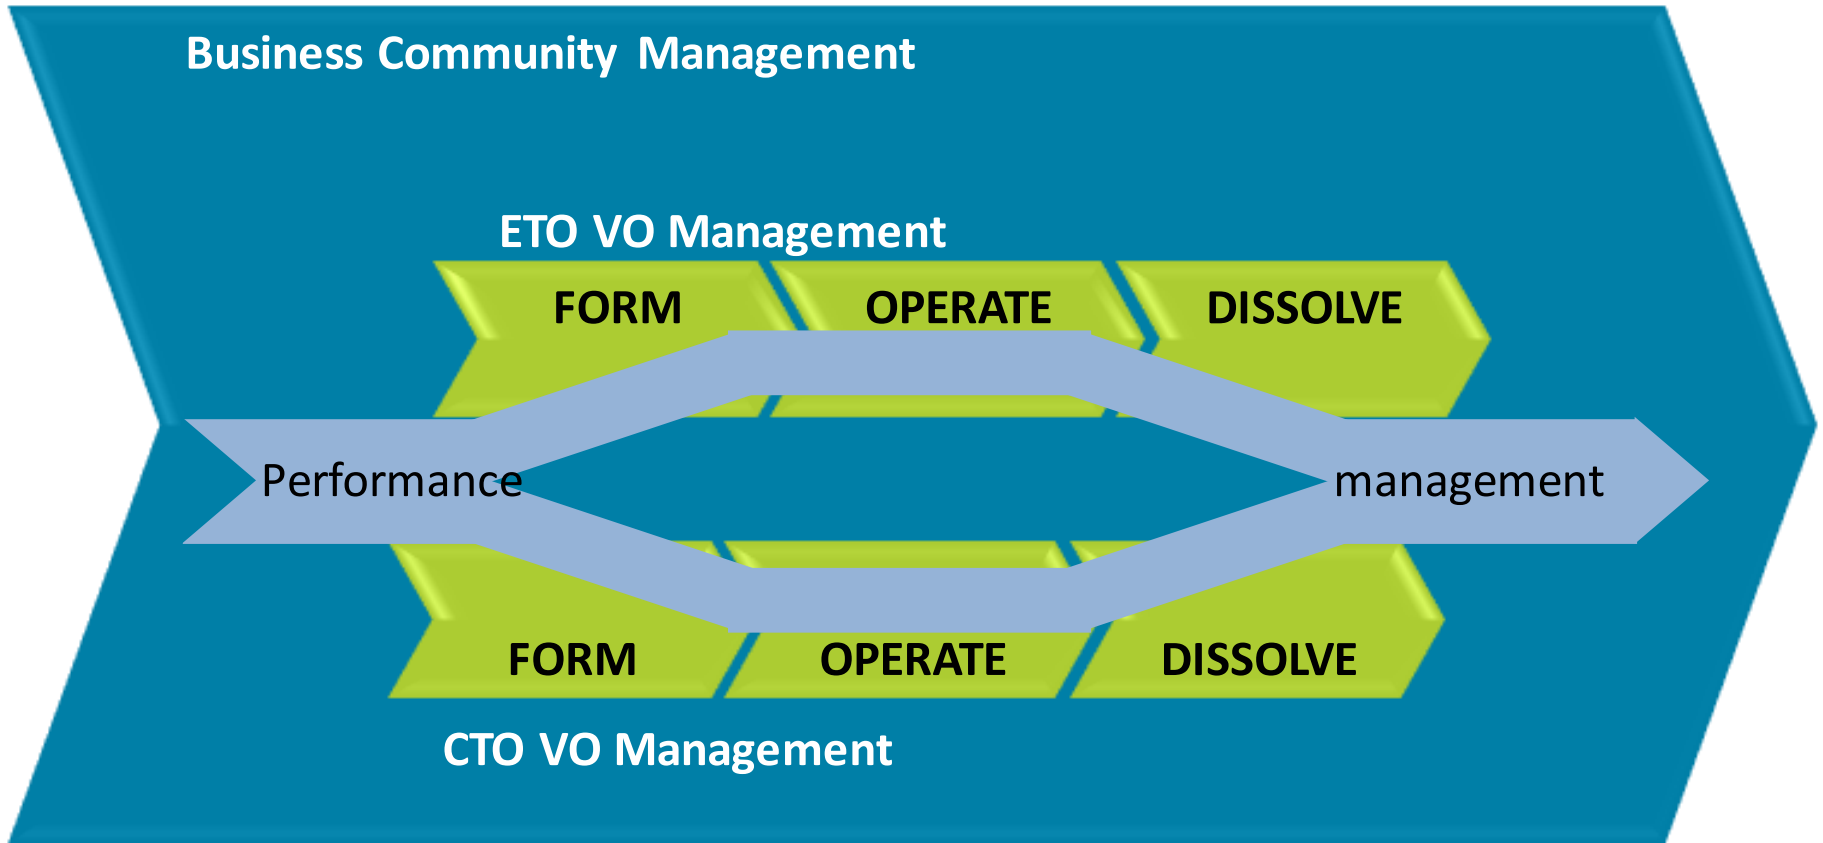 Business Community Management
ETO VO Management
FORM OPERATE DISSOLVE
Performance management
FORM OPERATE DISSOLVE
CTO VO Management